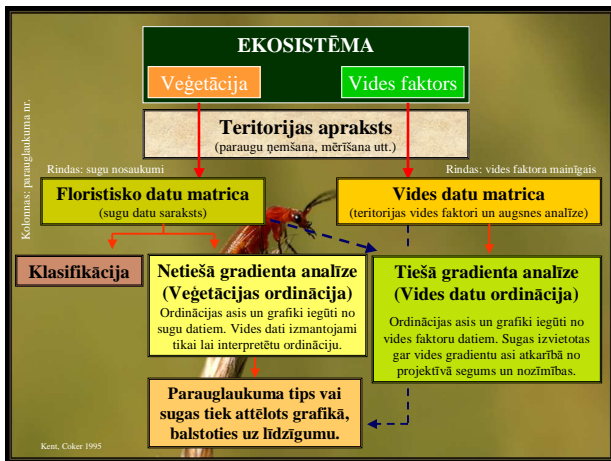 EKOSISTĒMA
Veģetācija
Vides faktors
Teritorijas apraksts
(paraugu ņemšana, mērīšana utt.)
Kolonnas: parauglaukuma nr.
Rindas: sugu nosaukumi
Rindas: vides faktora mainīgais
Floristisko datu matrica
(sugu datu saraksts)
Vides datu matrica
(teritorijas vides faktori un augsnes analīze)
Klasifikācija
Netiešā gradienta analīze
(Veģetācijas ordinācija)
Ordinācijas asis un grafiki iegūti no
sugu datiem. Vides dati izmantojami
tikai lai interpretētu ordināciju.
Tiešā gradienta analīze
(Vides datu ordinācija)
Ordinācijas asis un grafiki iegūti no
vides faktoru datiem. Sugas izvietotas
gar vides gradientu asi atkarībā no
projektīvā segums un nozīmības.
Parauglaukuma tips vai
sugas tiek attēlots grafikā,
balstoties uz līdzīgumu.
Kent, Coker 1995